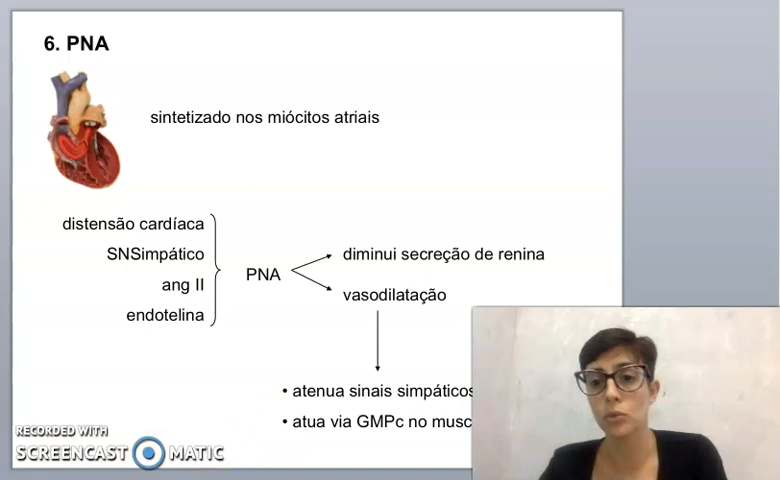 6. PNA
sintetizado nos miócitos atriais
distensão cardíaca
SNSimpático
ang II
endotelina
PNA
diminui secreção de renina
vasodilatação
• atenua sinais simpáticos
• atua via GMPc no musc
RECORDED WITH
SCREENCAST MATIC